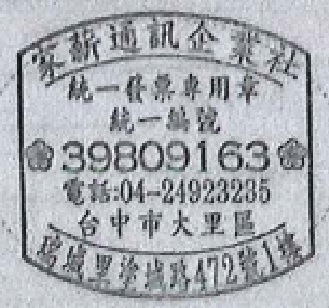 家新通訊企業社
統一發票專用章
統一編號
39809163
電話:04-24923235
台中市大里區
瑞城里塗城路472號1樓